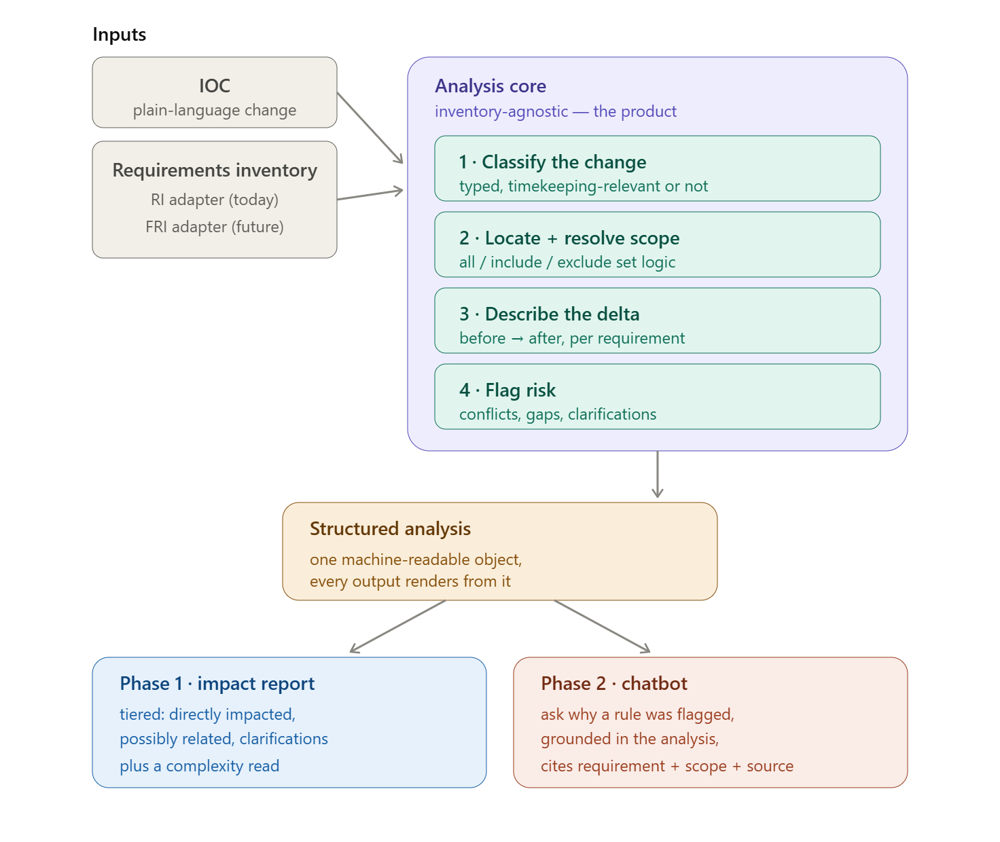 Inputs
IOC
plain-language change
Requirements inventory
RI adapter (today)
FRI adapter (future)
Analysis core
inventory-agnostic — the product
1 · Classify the change
typed, timekeeping-relevant or not
2 · Locate + resolve scope
all / include / exclude set logic
3 · Describe the delta
before → after, per requirement
4 · Flag risk
conflicts, gaps, clarifications
Structured analysis
one machine-readable object,
every output renders from it
Phase 1 · impact report
tiered: directly impacted,
possibly related, clarifications
plus a complexity read
Phase 2 · chatbot
ask why a rule was flagged,
grounded in the analysis,
cites requirement + scope + source